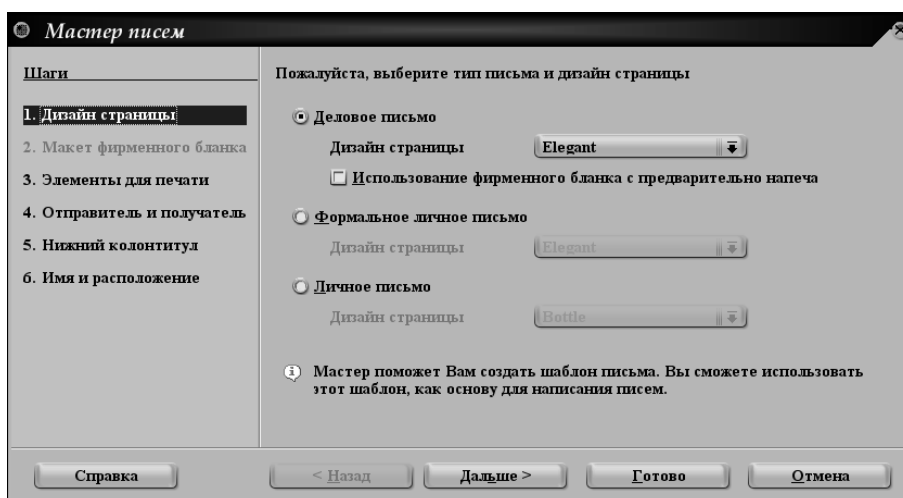 Мастер писем
Шаги
1. Дизайн страницы
2. Макет фирменного бланка
3. Элементы для печати
4. Отправитель и получатель
5. Нижний колонтитул
6. Имя и расположение
Пожалуйста, выберите тип письма и дизайн страницы
Деловое письмо
Дизайн страницы Elegant
Использование фирменного бланка с предварительно напеча
Формальное личное письмо
Дизайн страницы Elegant
Личное письмо
Дизайн страницы Bottle
Мастер поможет Вам создать шаблон письма. Вы сможете использовать
этот шаблон, как основу для написания писем.
Справка < Назад Дальше > Готово Отмена